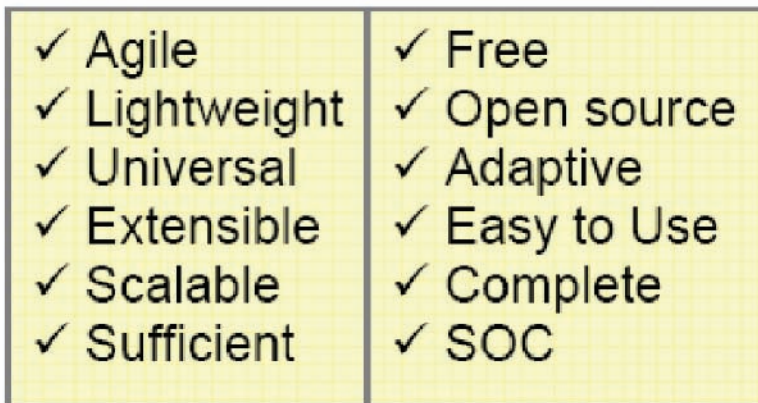 ✓ Agile
✓ Lightweight
✓ Universal
✓ Extensible
✓ Scalable
✓ Sufficient
✓ Free
✓ Open source
✓ Adaptive
✓ Easy to Use
✓ Complete
✓ SOC